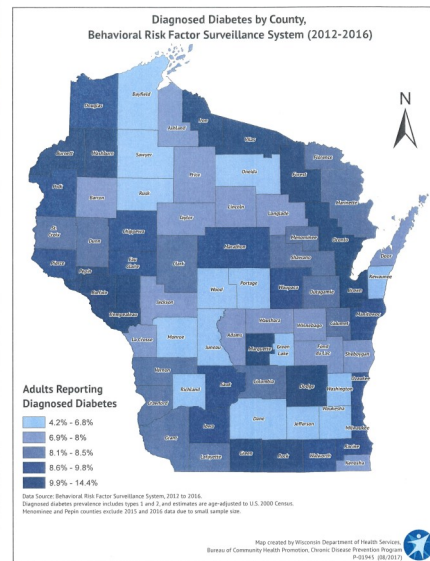 Diagnosed Diabetes by County,
Behavioral Risk Factor Surveillance System (2012-2016)
N
Bayfield
Douglas
Ashland
Iron
Vilas
Burnett
Washburn
Sawyer
Florence
Oneida
Forest
Price
Polk
Rusk
Barron
Marinette
Lincoln
Langlade
Taylor
Chippewa
Oconto
St.
Croix
Dunn
Menominee
Door
Marathon
Shawano
Pierce
Eau
Claire
Clark
Pepin
Kewaunee
Wood
Portage
Waupaca
Outagamie
Brown
Buffalo
Jackson
Trempealeau
Manitowoc
Waushara
Winnebago
Calumet
Adams
La Crosse
Monroe
Juneau
Marquette
Green
Lake
Fond
du Lac
Sheboygan
Vernon
Adults Reporting
Diagnosed Diabetes
Richland
Sauk
Columbia
Dodge
Washington
Ozaukee
Crawford
4.2% - 6.8%
Dane
Jefferson
Waukesha
Milwaukee
6.9% - 8%
Iowa
Grant
8.1% - 8.5%
Racine
8.6% - 9.8%
Lafayette
Green
Rock
Walworth
Kenosha
9.9% - 14.4%
Data Source: Behavioral Risk Factor Surveillance System, 2012 to 2016.
Diagnosed diabetes prevalence includes types 1 and 2, and estimates are age-adjusted to U.S. 2000 Census.
Menominee and Pepin counties exclude 2015 and 2016 data due to small sample size.
Map created by Wisconsin Department of Health Services,
Bureau of Community Health Promotion, Chronic Disease Prevention Program
P-01945 (08/2017)